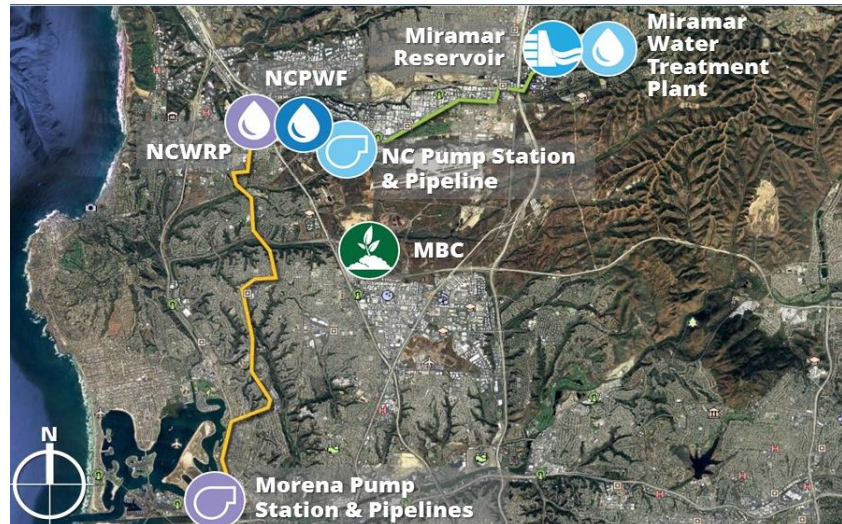 Miramar
Reservoir
Miramar
Water
Treatment
Plant
NCPWF
NCWRP
NC Pump Station
& Pipeline
MBC
N
Morena Pump
Station & Pipelines